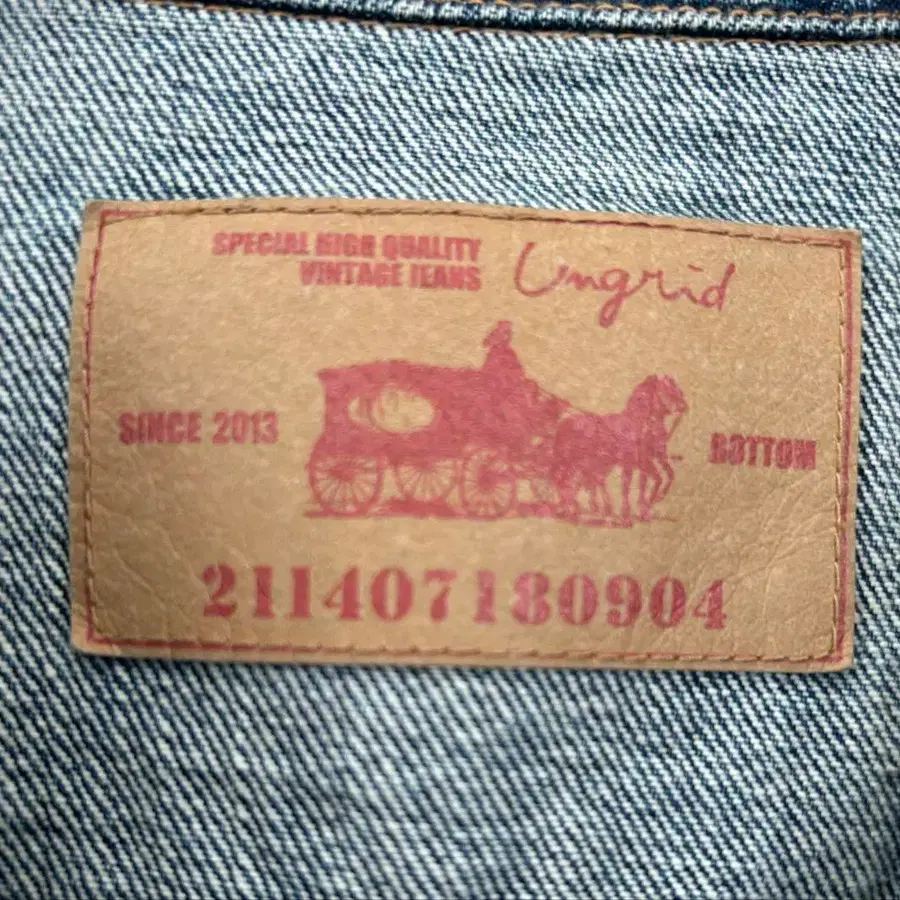 SPECIAL HIGH QUALITY
VINTAGE JEANS
Ungrid
SINCE 2013
BOTTOM
211407180904